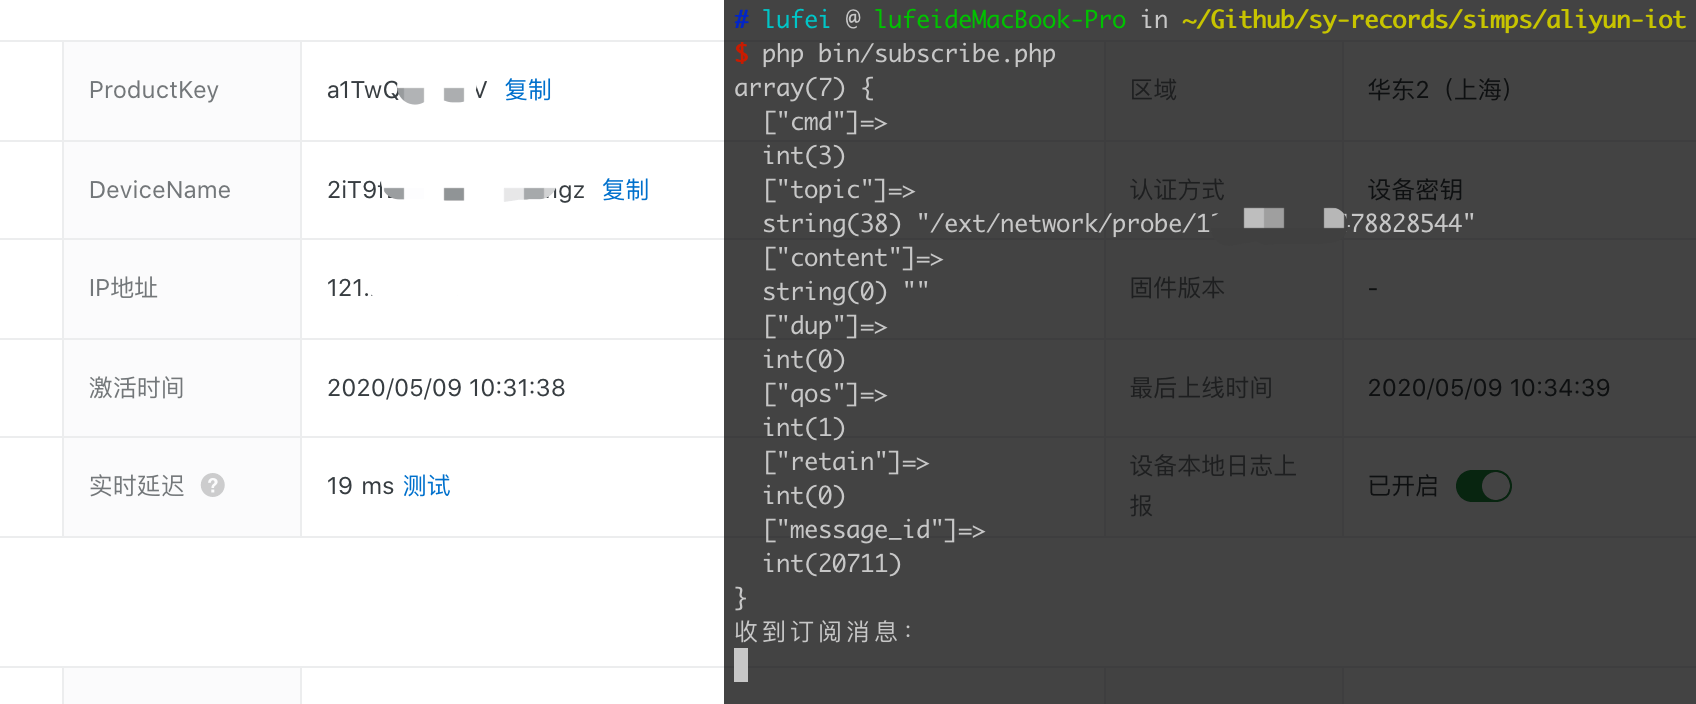 ProductKey a1TwQ V 复制
DeviceName 2iT9 ngz 复制
IP地址 121.
激活时间 2020/05/09 10:31:38
实时延迟 ? 19 ms 测试
# lufei @ lufeideMacBook-Pro in ~/Github/sy-records/simps/aliyun-iot
$ php bin/subscribe.php
array(7) {
["cmd"]=>
int(3)
["topic"]=>
string(38) "/ext/network/probe/1 78828544"
["content"]=>
string(0) ""
["dup"]=>
int(0)
["qos"]=>
int(1)
["retain"]=>
int(0)
["message_id"]=>
int(20711)
}
收到订阅消息：
区域 华东2（上海）
认证方式 设备密钥
固件版本 -
最后上线时间 2020/05/09 10:34:39
设备本地日志上
报
已开启